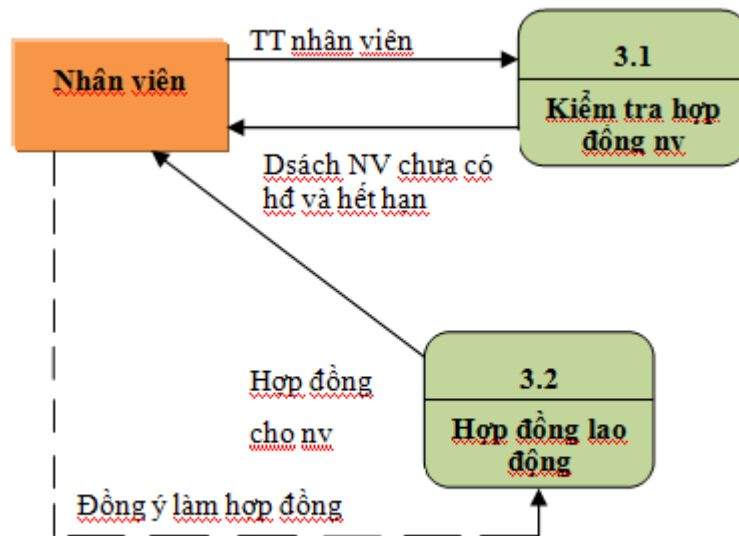 TT nhân viên
3.1
Nhân viên
Kiểm tra hợp
đồng nv
Dsách NV chưa có
hđ và hết hạn
3.2
Hợp đồng
cho nv
Hợp đồng lao
động
Đồng ý làm hợp đồng